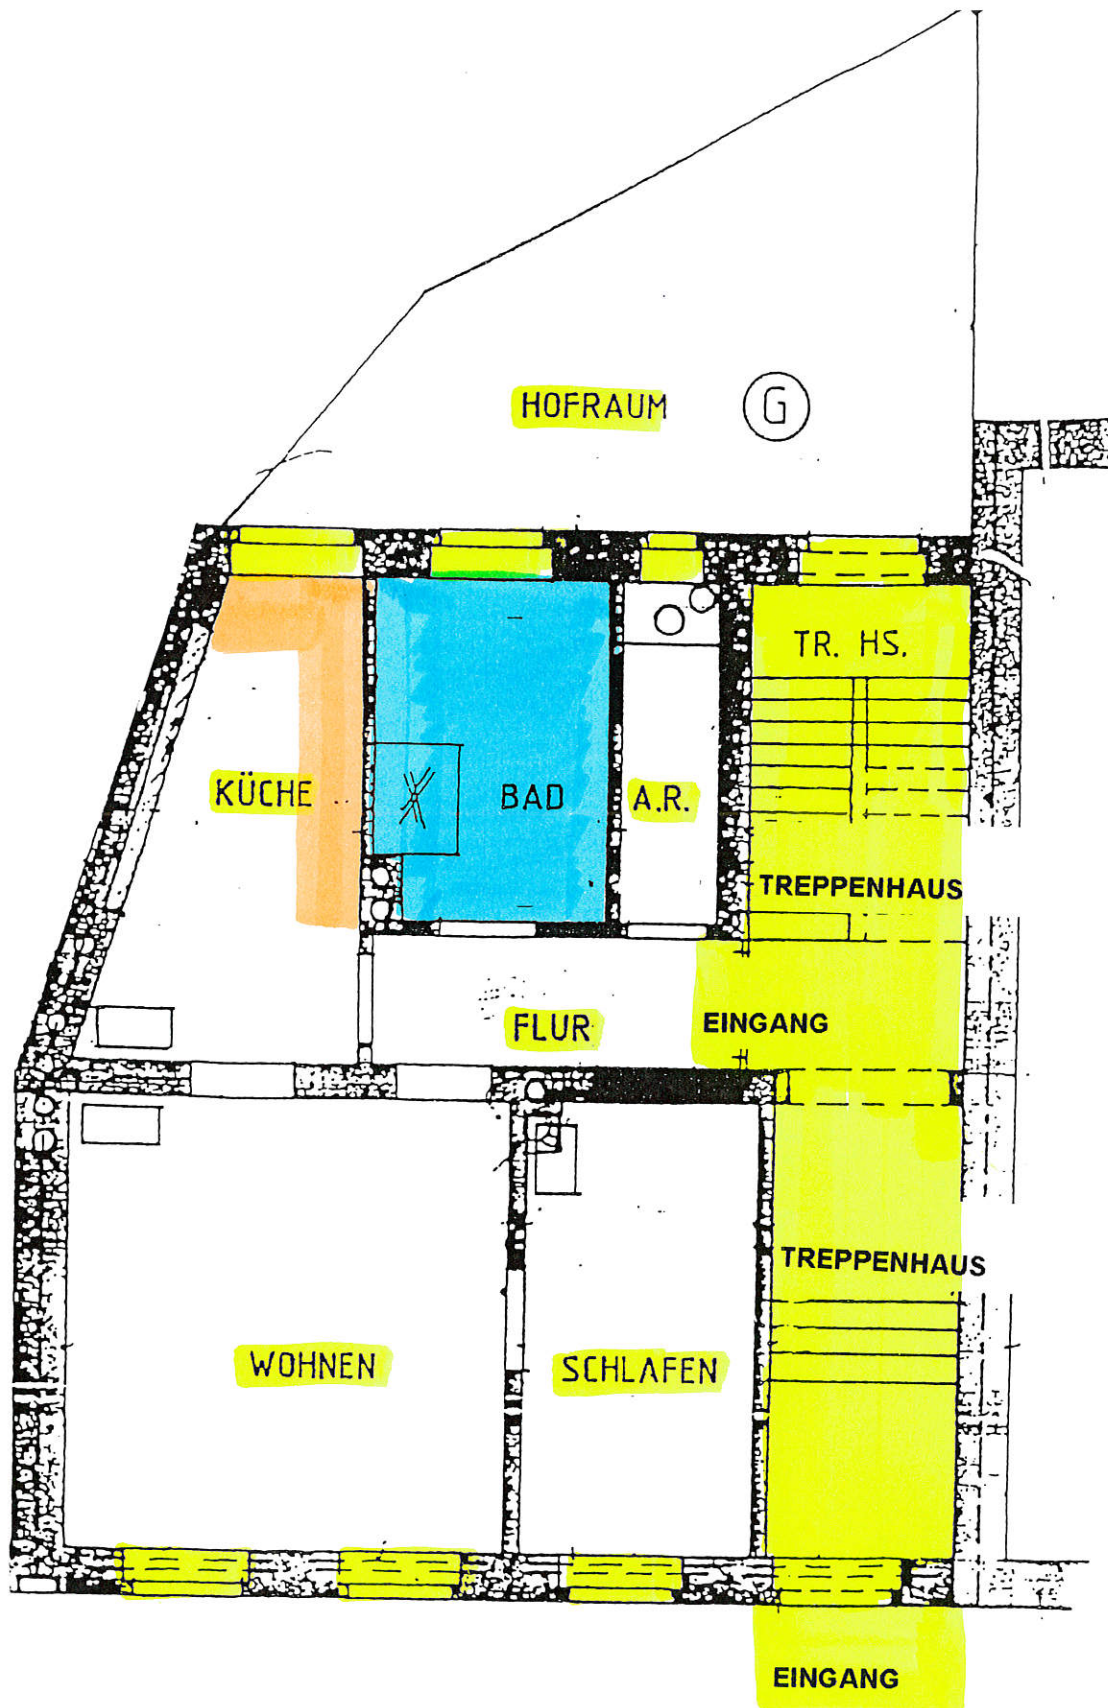 HOFRAUM
G
TR. HS.
KÜCHE
BAD
A.R.
TREPPENHAUS
FLUR
EINGANG
TREPPENHAUS
WOHNEN
SCHLAFEN
EINGANG